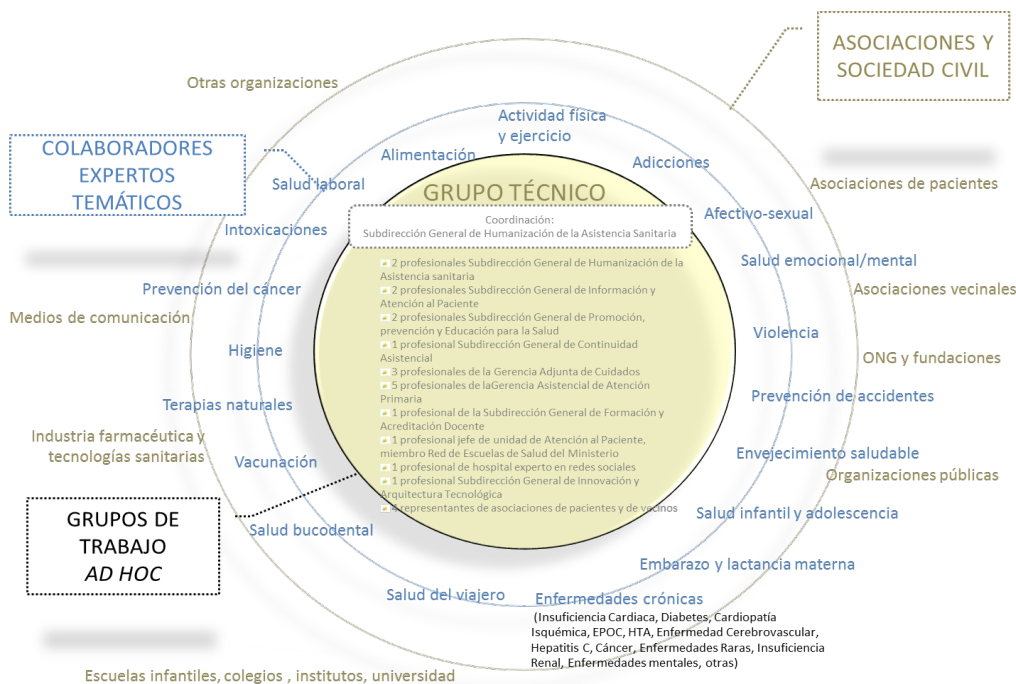 ASOCIACIONES Y
SOCIEDAD CIVIL
Otras organizaciones
Actividad física
y ejercicio
COLABORADORES
EXPERTOS
TEMÁTICOS
Alimentación
Adicciones
Salud laboral
Asociaciones de pacientes
GRUPO TÉCNICO
Afectivo-sexual
Coordinación:
Subdirección General de Humanización de la Asistencia Sanitaria
Intoxicaciones
Salud emocional/mental
2 profesionales Subdirección General de Humanización de la
Asistencia sanitaria
2 profesionales Subdirección General de Información y
Atención al Paciente
2 profesionales Subdirección General de Promoción,
prevención y Educación para la Salud
1 profesional Subdirección General de Continuidad
Asistencial
3 profesionales de la Gerencia Adjunta de Cuidados
5 profesionales de laGerencia Asistencial de Atención
Primaria
1 profesional de la Subdirección General de Formación y
Acreditación Docente
1 profesional jefe de unidad de Atención al Paciente,
miembro Red de Escuelas de Salud del Ministerio
1 profesional de hospital experto en redes sociales
1 profesional Subdirección General de Innovación y
Arquitectura Tecnológica
4 representantes de asociaciones de pacientes y de vecinos
Prevención del cáncer
Asociaciones vecinales
Medios de comunicación
Violencia
Higiene
ONG y fundaciones
Terapias naturales
Prevención de accidentes
Industria farmacéutica y
tecnologías sanitarias
Vacunación
Envejecimiento saludable
Organizaciones públicas
GRUPOS DE
TRABAJO
AD HOC
Salud bucodental
Salud infantil y adolescencia
Embarazo y lactancia materna
Salud del viajero
Enfermedades crónicas
(Insuficiencia Cardiaca, Diabetes, Cardiopatía
Isquémica, EPOC, HTA, Enfermedad Cerebrovascular,
Hepatitis C, Cáncer, Enfermedades Raras, Insuficiencia
Renal, Enfermedades mentales, otras)
Escuelas infantiles, colegios , institutos, universidad